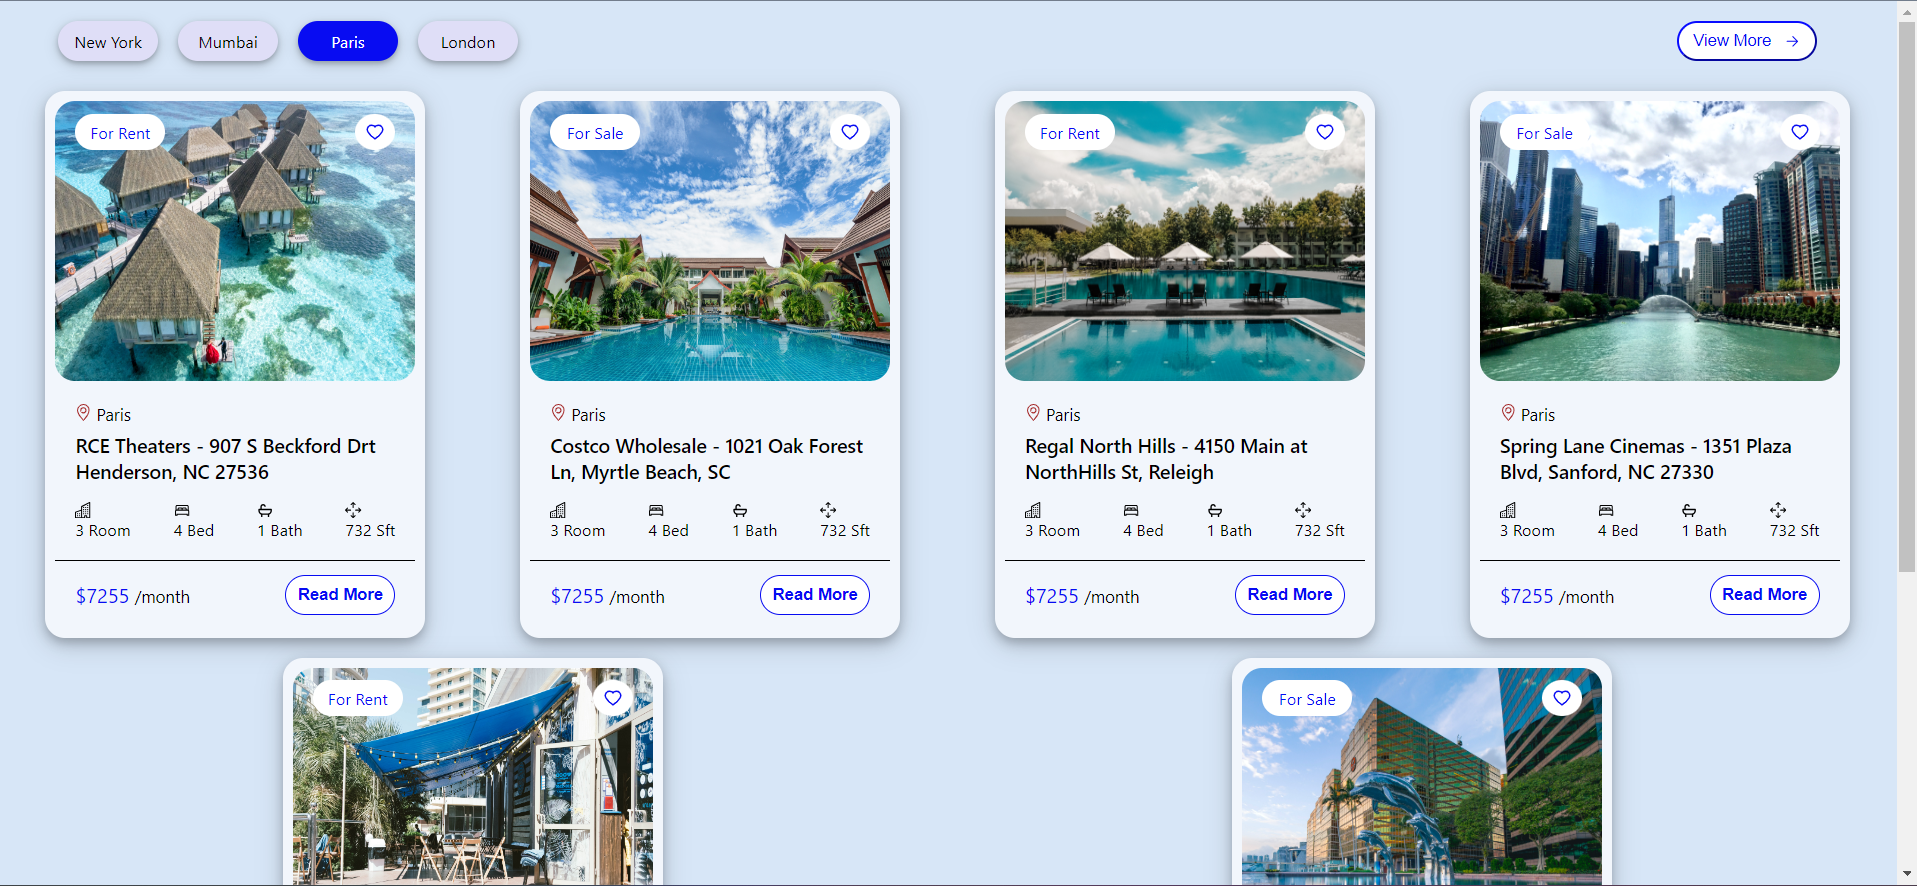 New York Mumbai Paris London View More
For Rent For Sale For Rent For Sale
Paris
RCE Theaters - 907 S Beckford Drt
Henderson, NC 27536
3 Room 4 Bed 1 Bath 732 Sft
$7255 /month Read More
Paris
Costco Wholesale - 1021 Oak Forest
Ln, Myrtle Beach, SC
3 Room 4 Bed 1 Bath 732 Sft
$7255 /month Read More
Paris
Regal North Hills - 4150 Main at
NorthHills St, Releigh
3 Room 4 Bed 1 Bath 732 Sft
$7255 /month Read More
Paris
Spring Lane Cinemas - 1351 Plaza
Blvd, Sanford, NC 27330
3 Room 4 Bed 1 Bath 732 Sft
$7255 /month Read More
For Rent For Sale